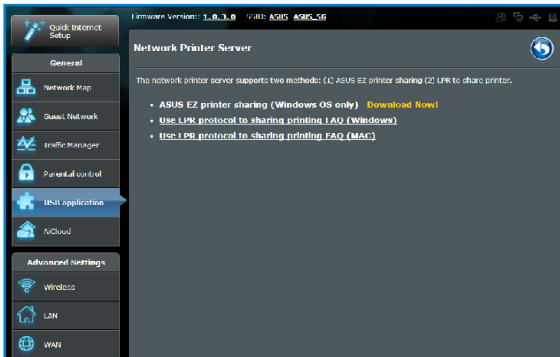 Quick Internet
Setup
General
Network Map
Guest Network
Traffic Manager
Parental control
USB application
AiCloud
Advanced Settings
Wireless
LAN
WAN
Firmware Version: 1.0.3.0 SSID: ASUS ASUS_5G
Network Printer Server
The network printer server supports two methods: (1) ASUS EZ printer sharing (2) LPR to share printer.
• ASUS EZ printer sharing (Windows OS only) Download Now!
• Use LPR protocol to sharing printing FAQ (Windows)
• Use LPR protocol to sharing printing FAQ (MAC)